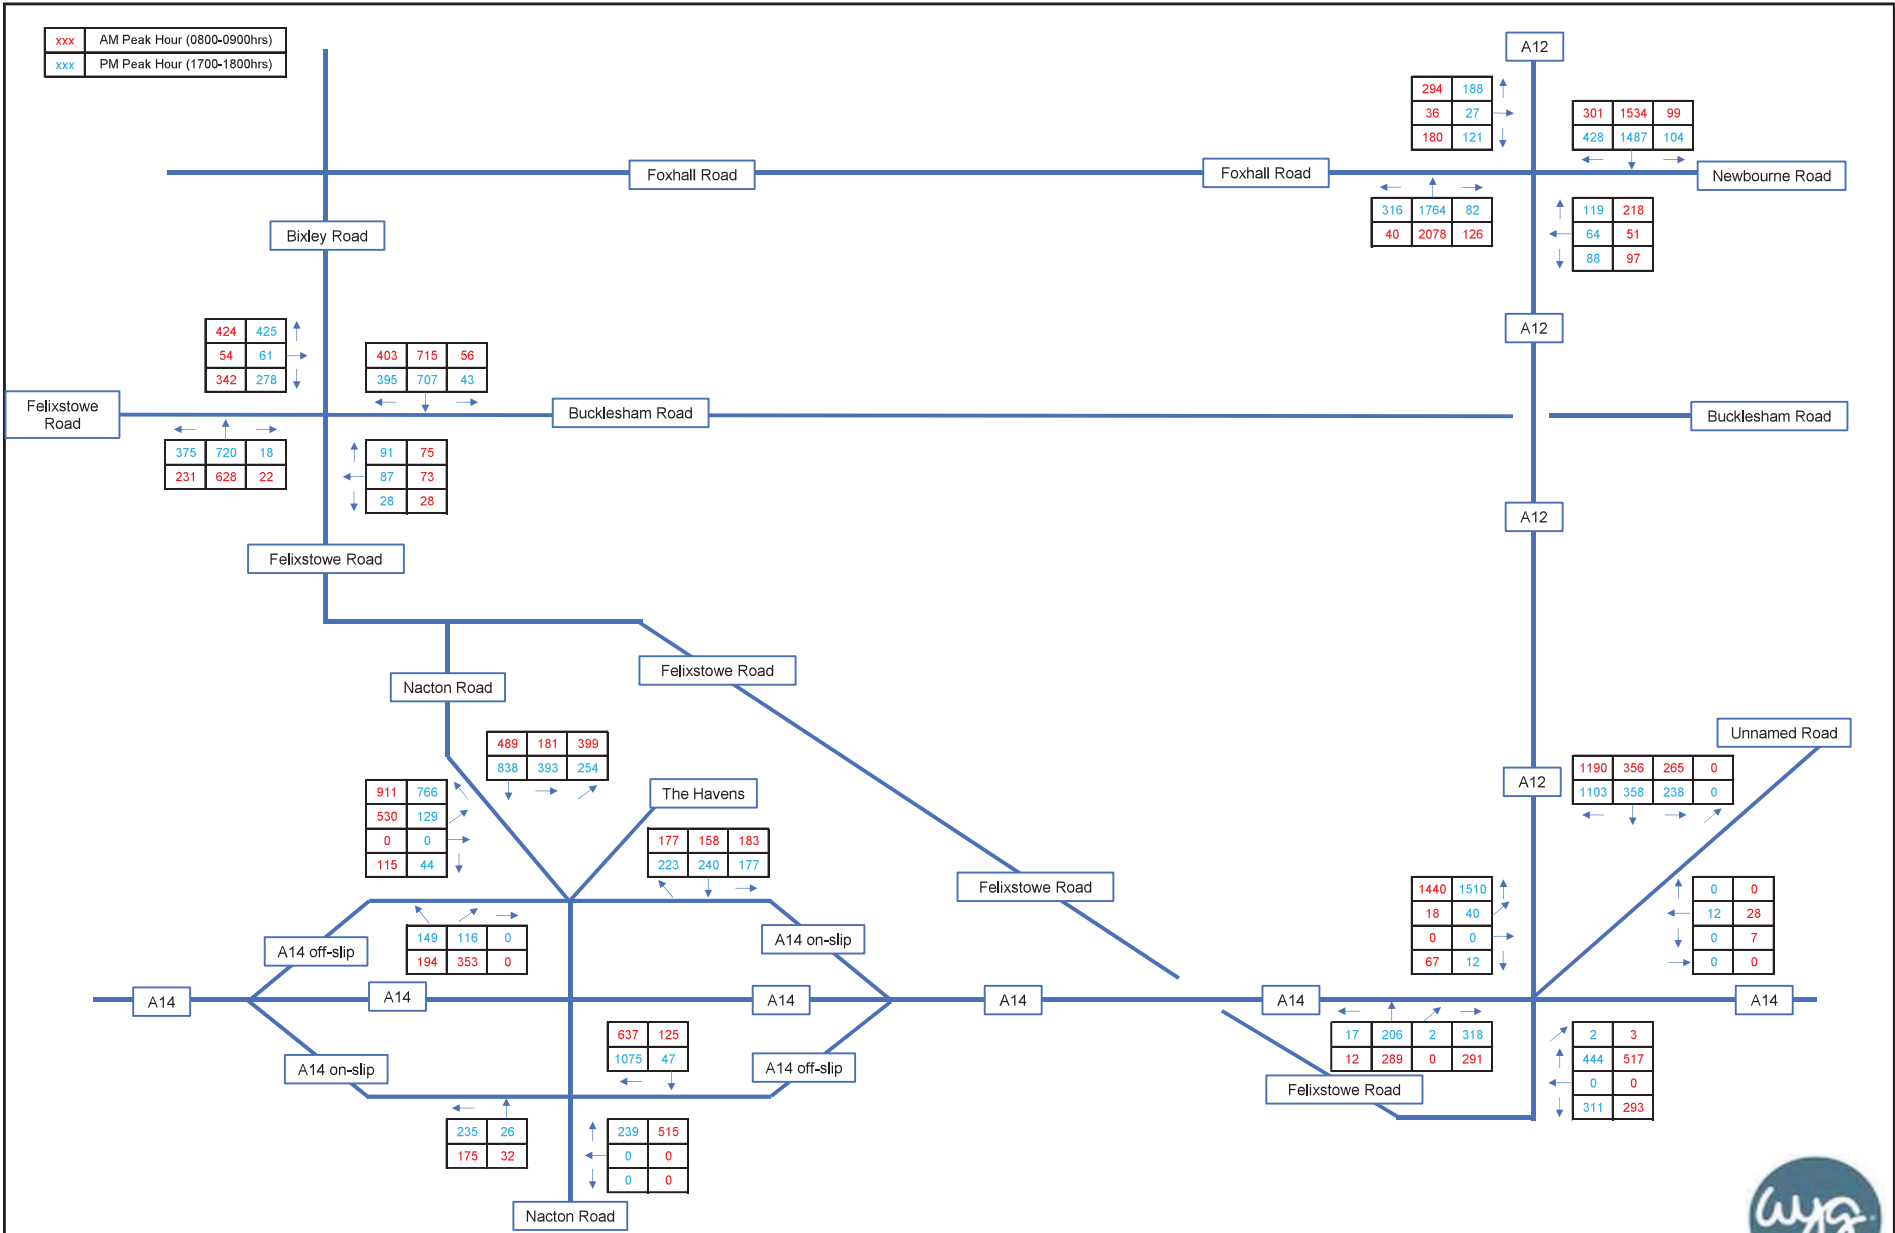 xxx AM Peak Hour (0800-0900hrs)
xxx PM Peak Hour (1700-1800hrs)
A12
294 188
36 27
180 121
301 1534 99
428 1487 104
Foxhall Road
Foxhall Road
Newbourne Road
316 1764 82
40 2078 126
119 218
64 51
88 97
Bixley Road
A12
424 425
54 61
342 278
403 715 56
395 707 43
Felixstowe
Road
Bucklesham Road
Bucklesham Road
375 720 18
231 628 22
91 75
87 73
28 28
A12
Felixstowe Road
Felixstowe Road
Nacton Road
Unnamed Road
489 181 399
838 393 254
A12
1190 356 265 0
1103 358 238 0
911 766
530 129
0 0
115 44
The Havens
177 158 183
223 240 177
Felixstowe Road
1440 1510
18 40
0 0
67 12
0 0
12 28
0 7
0 0
A14 off-slip
149 116 0
194 353 0
A14 on-slip
A14
A14
A14
A14
A14
A14
637 125
1075 47
17 206 2 318
12 289 0 291
2 3
444 517
0 0
311 293
A14 on-slip
A14 off-slip
Felixstowe Road
235 26
175 32
239 515
0 0
0 0
Nacton Road
wyg